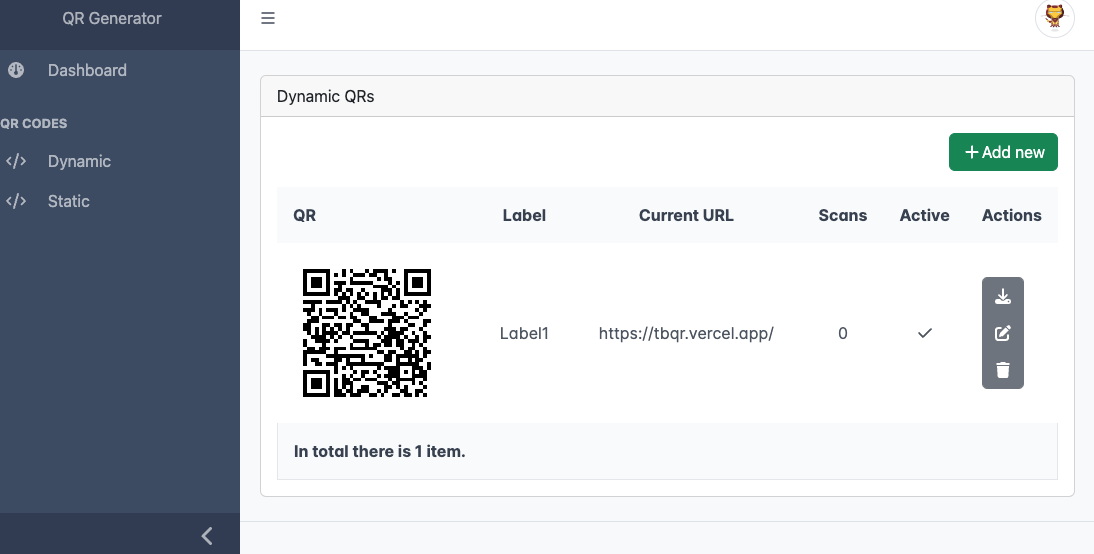 QR Generator
Dashboard
QR CODES
Dynamic
Static
Dynamic QRs
Add new
QR Label Current URL Scans Active Actions
Label1 https://tbqr.vercel.app/ 0
In total there is 1 item.